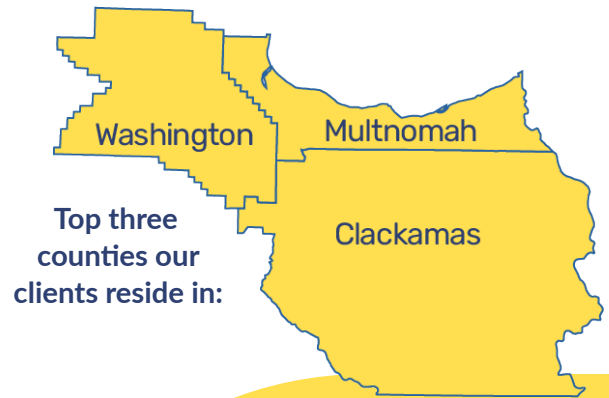 Washington
Multnomah
Clackamas
Top three
counties our
clients reside in: